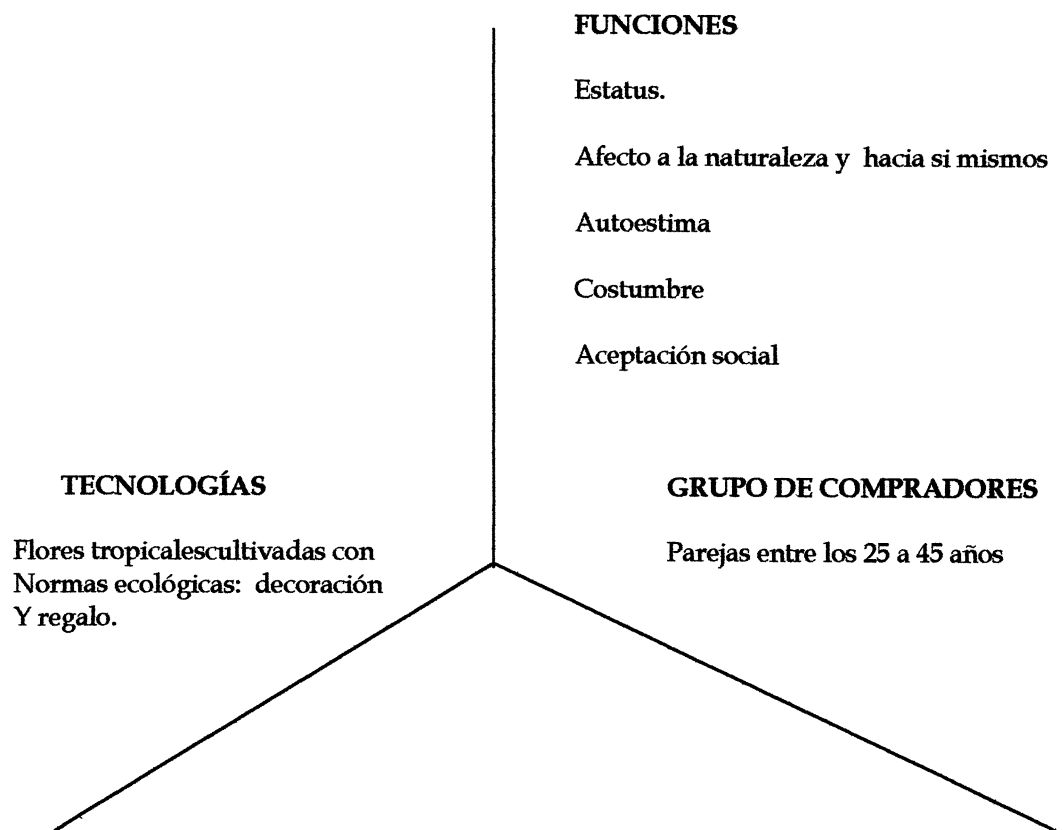 FUNCIONES
Estatus.
Afecto a la naturaleza y hacia si mismos
Autoestima
Costumbre
Aceptación social
TECNOLOGÍAS
Flores tropicalescultivadas con
Normas ecológicas: decoración
Y regalo.
GRUPO DE COMPRADORES
Parejas entre los 25 a 45 años